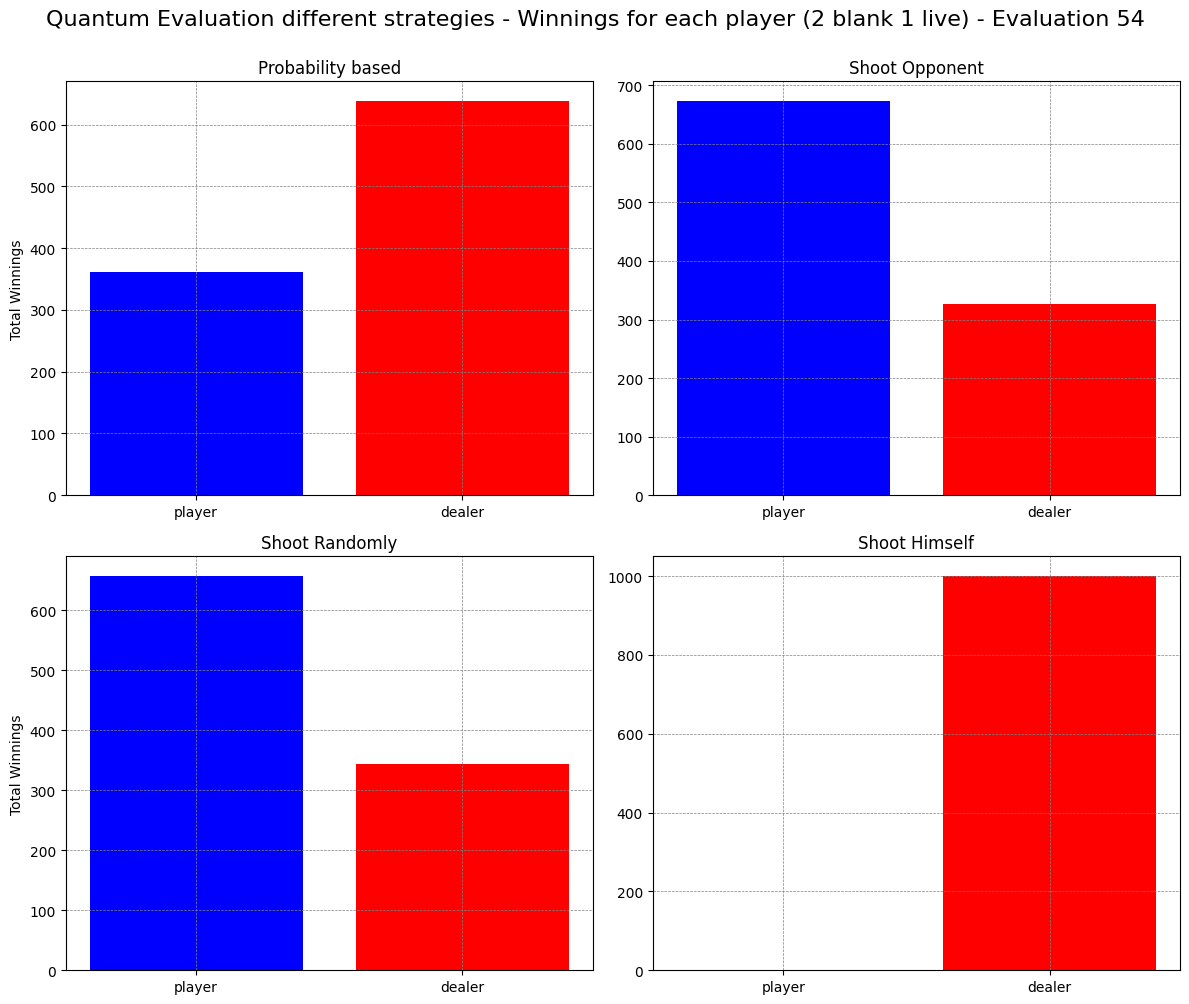 Quantum Evaluation different strategies - Winnings for each player (2 blank 1 live) - Evaluation 54
Probability based
Total Winnings
600
500
400
300
200
100
0
player dealer
Shoot Opponent
700
600
500
400
300
200
100
0
player dealer
Shoot Randomly
Total Winnings
600
500
400
300
200
100
0
player dealer
Shoot Himself
1000
800
600
400
200
0
player dealer